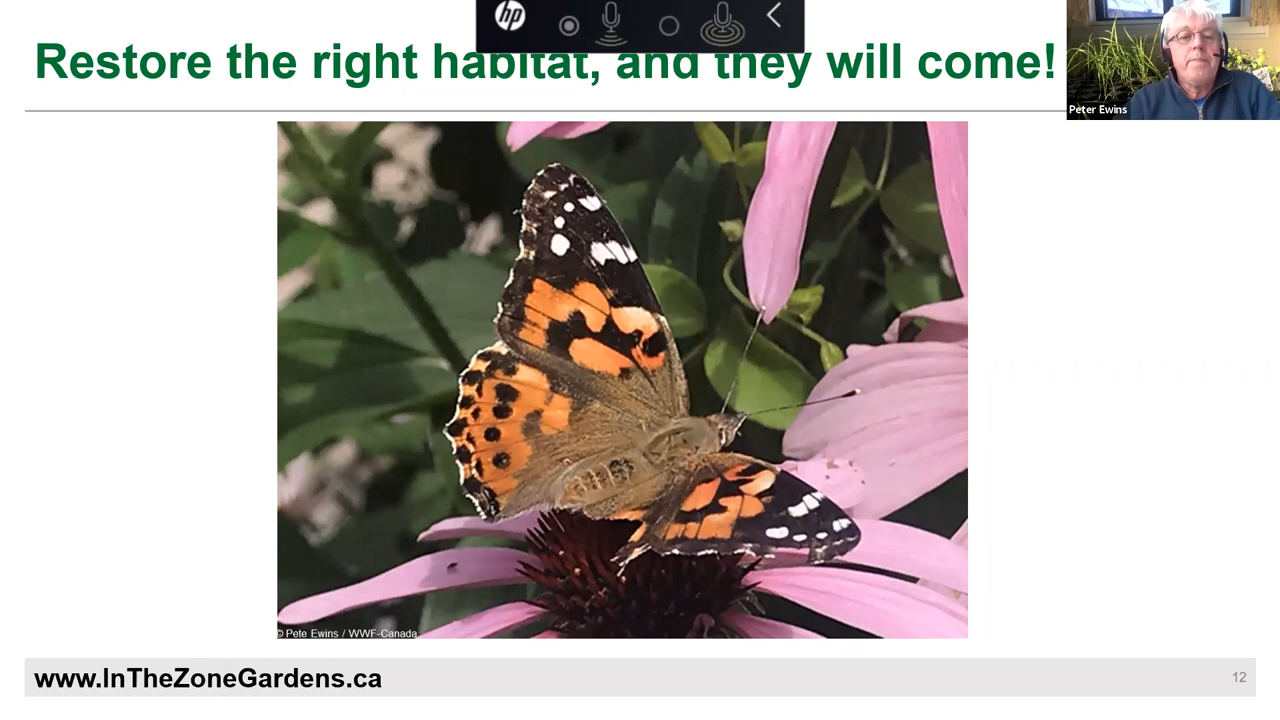 hp
Restore the right habitat, and they will come!
Peter Ewins
© Pete Ewins / WWF-Canada
www.InTheZoneGardens.ca
12